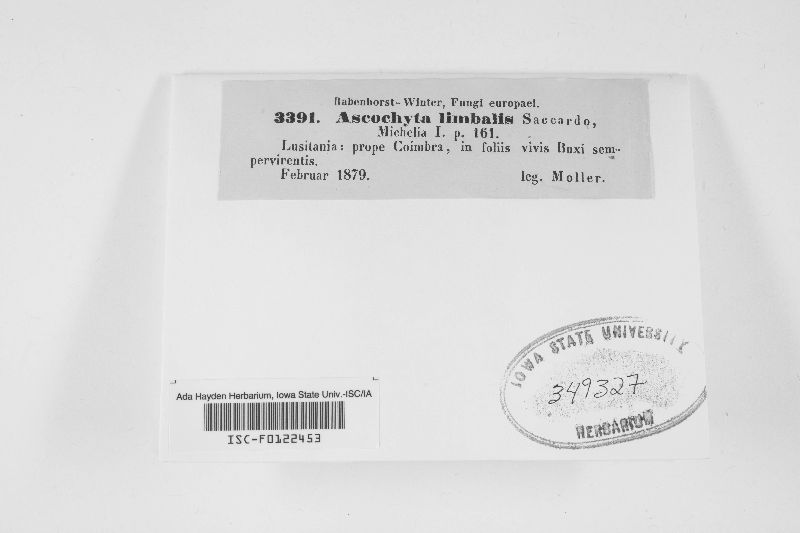 Rabenhorst-Winter, Fungi europaei.
3391. Ascochyta limbalis Saccardo,
Michelia I. p. 161.
Lusitania: prope Coimbra, in foliis vivis Buxi sem-
pervirentis.
Februar 1879. leg. Moller.
IOWA STATE UNIVERSITY
349327
HERBARIUM
Ada Hayden Herbarium, Iowa State Univ.-ISC/IA
ISC-F0122453